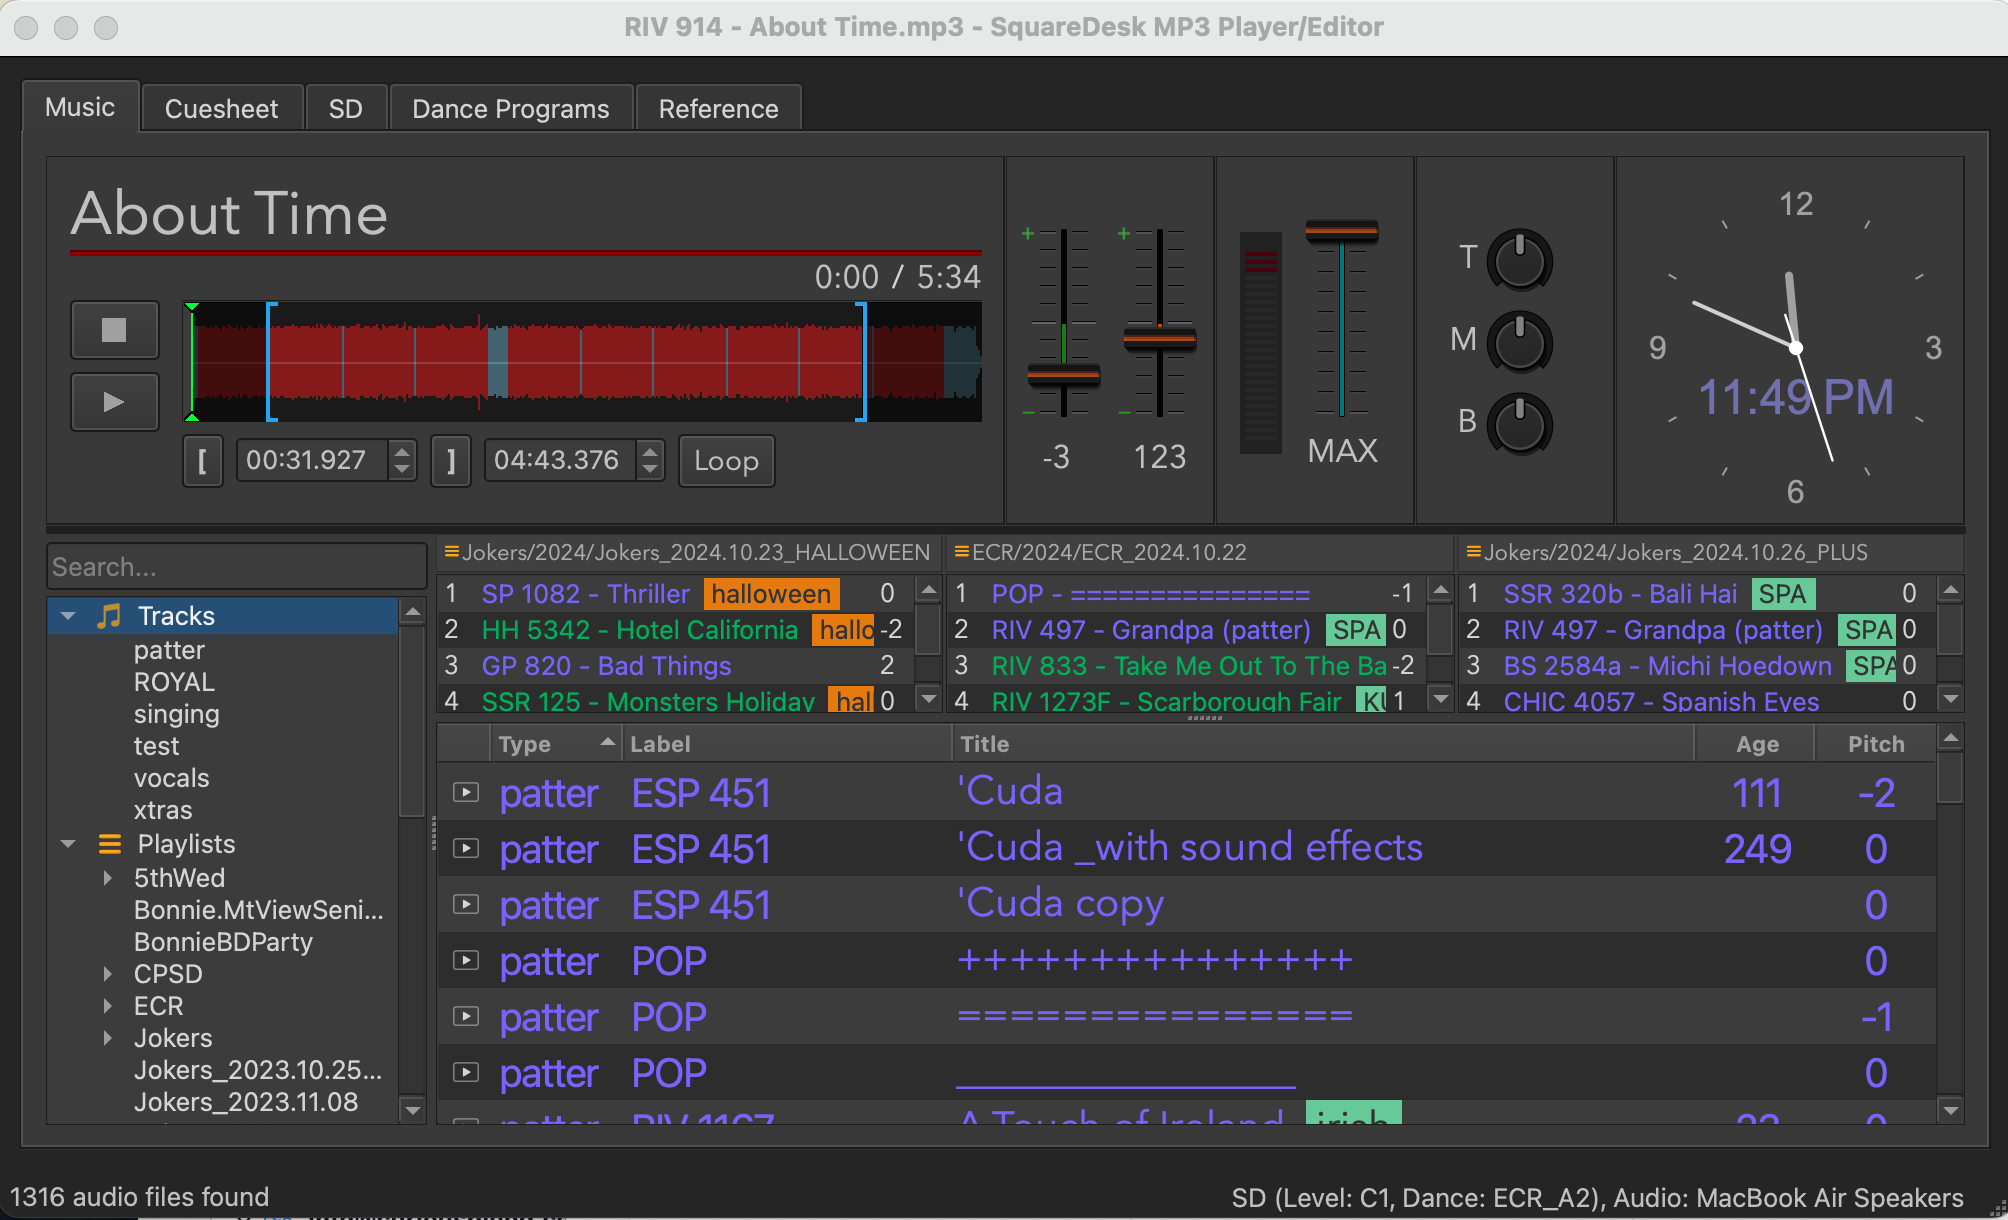 RIV 914 - About Time.mp3 - SquareDesk MP3 Player/Editor
Music
Cuesheet
SD
Dance Programs
Reference
About Time
0:00 / 5:34
[
00:31.927
]
04:43.376
Loop
+
+
-
-
-3
123
MAX
T
M
B
12
3
6
9
11:49 PM
Search...
Tracks
patter
ROYAL
singing
test
vocals
xtras
Playlists
5thWed
Bonnie.MtViewSeni...
BonnieBDParty
CPSD
ECR
Jokers
Jokers_2023.10.25...
Jokers_2023.11.08
Jokers/2024/Jokers_2024.10.23_HALLOWEEN
1 SP 1082 - Thriller halloween 0
2 HH 5342 - Hotel California hallo -2
3 GP 820 - Bad Things 2
4 SSR 125 - Monsters Holiday hal 0
ECR/2024/ECR_2024.10.22
1 POP - =============== -1
2 RIV 497 - Grandpa (patter) SPA 0
3 RIV 833 - Take Me Out To The Ba -2
4 RIV 1273F - Scarborough Fair KU 1
Jokers/2024/Jokers_2024.10.26_PLUS
1 SSR 320b - Bali Hai SPA 0
2 RIV 497 - Grandpa (patter) SPA 0
3 BS 2584a - Michi Hoedown SPA 0
4 CHIC 4057 - Spanish Eyes 0
Type Label Title Age Pitch
patter ESP 451 'Cuda 111 -2
patter ESP 451 'Cuda _with sound effects 249 0
patter ESP 451 'Cuda copy 0
patter POP +++++++++++++++ 0
patter POP =============== -1
patter POP _______________ 0
patter RIV 1167 A Touch of Ireland irish 0
1316 audio files found
SD (Level: C1, Dance: ECR_A2), Audio: MacBook Air Speakers